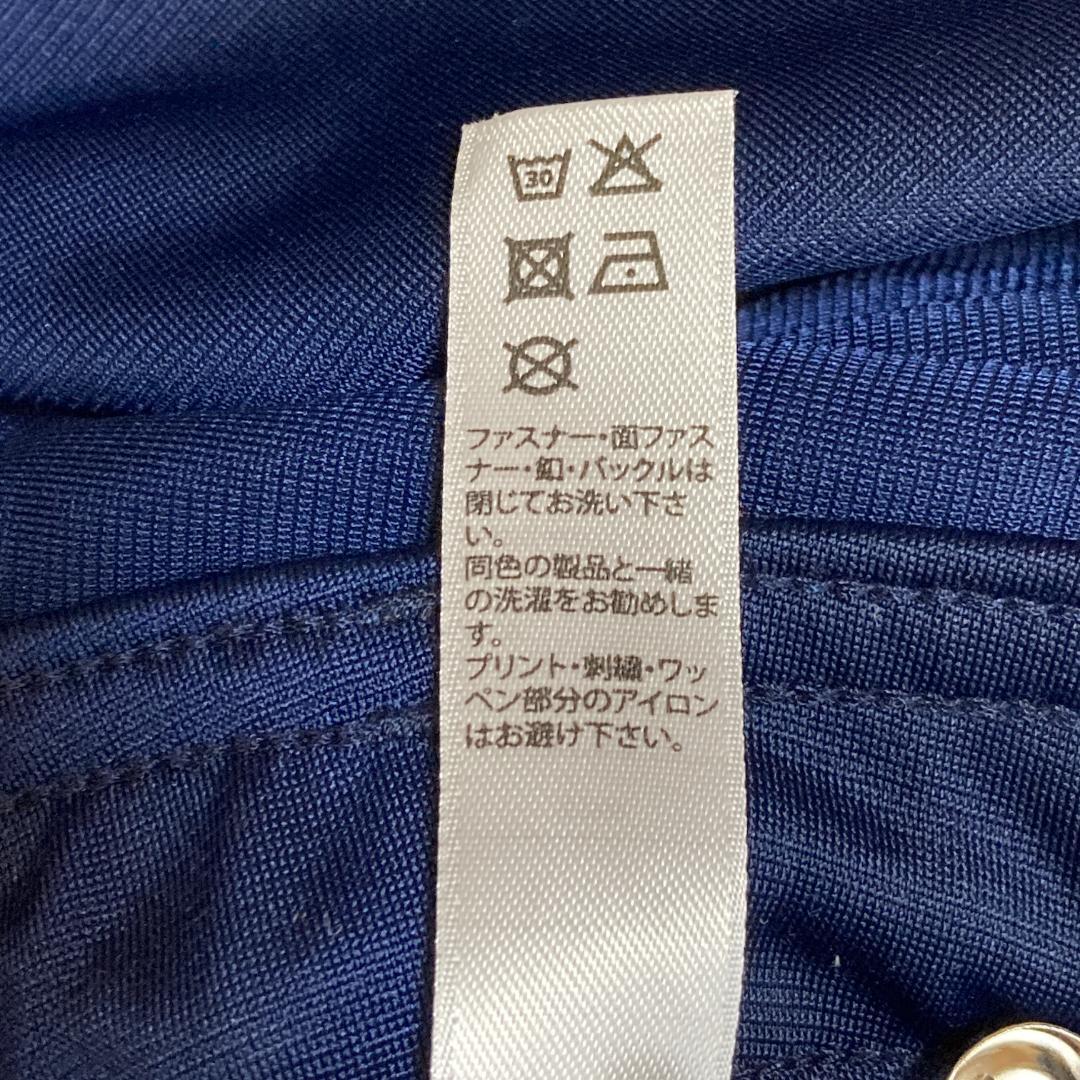 30
ファスナー・面ファス
ナー・釦・バックルは
閉じてお洗い下さ
い。
同色の製品と一緒
の洗濯をお勧めしま
す。
プリント・刺繍・ワッ
ペン部分のアイロン
はお避け下さい。